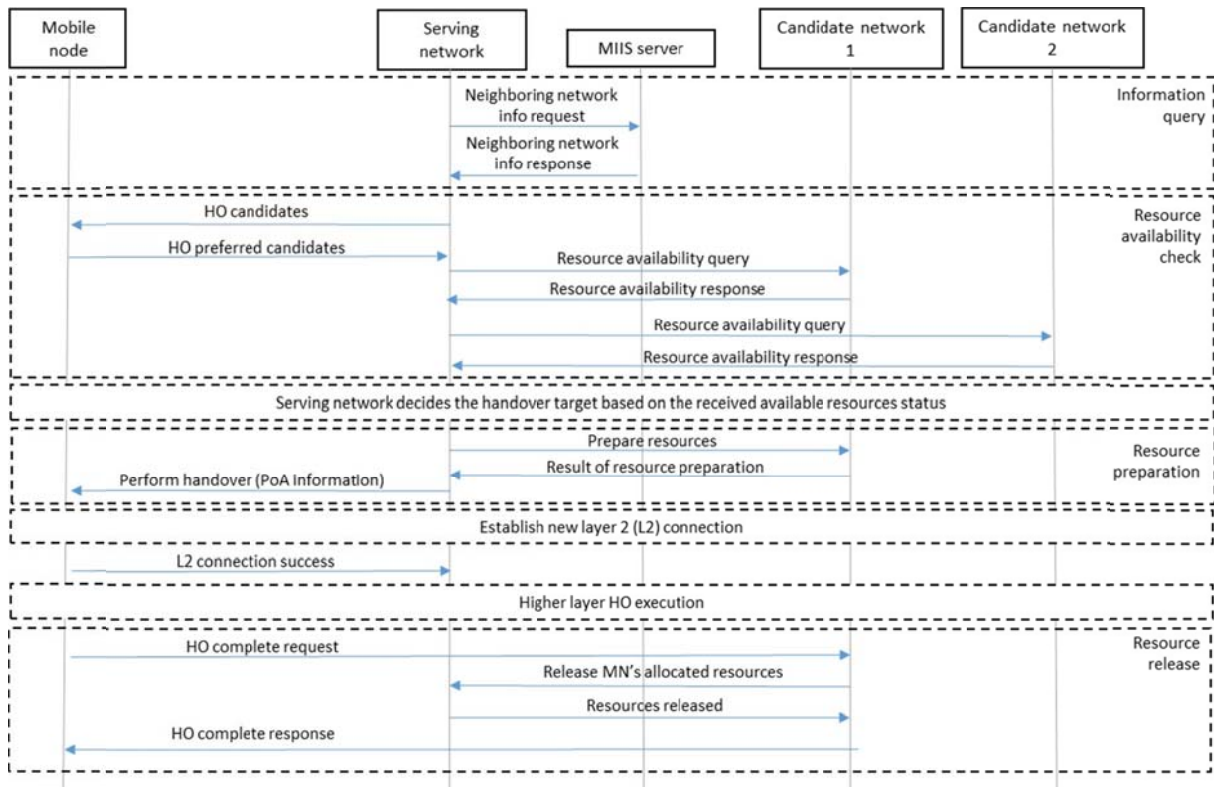 Mobile
node
Serving
network
MIIS server
Candidate network
1
Candidate network
2
Neighboring network
info request
Information
query
Neighboring network
info response
HO candidates
Resource
availability
check
HO preferred candidates
Resource availability query
Resource availability response
Resource availability query
Resource availability response
Serving network decides the handover target based on the received available resources status
Prepare resources
Resource
preparation
Result of resource preparation
Perform handover (PoA Information)
Establish new layer 2 (L2) connection
L2 connection success
Higher layer HO execution
HO complete request
Resource
release
Release MN's allocated resources
Resources released
HO complete response